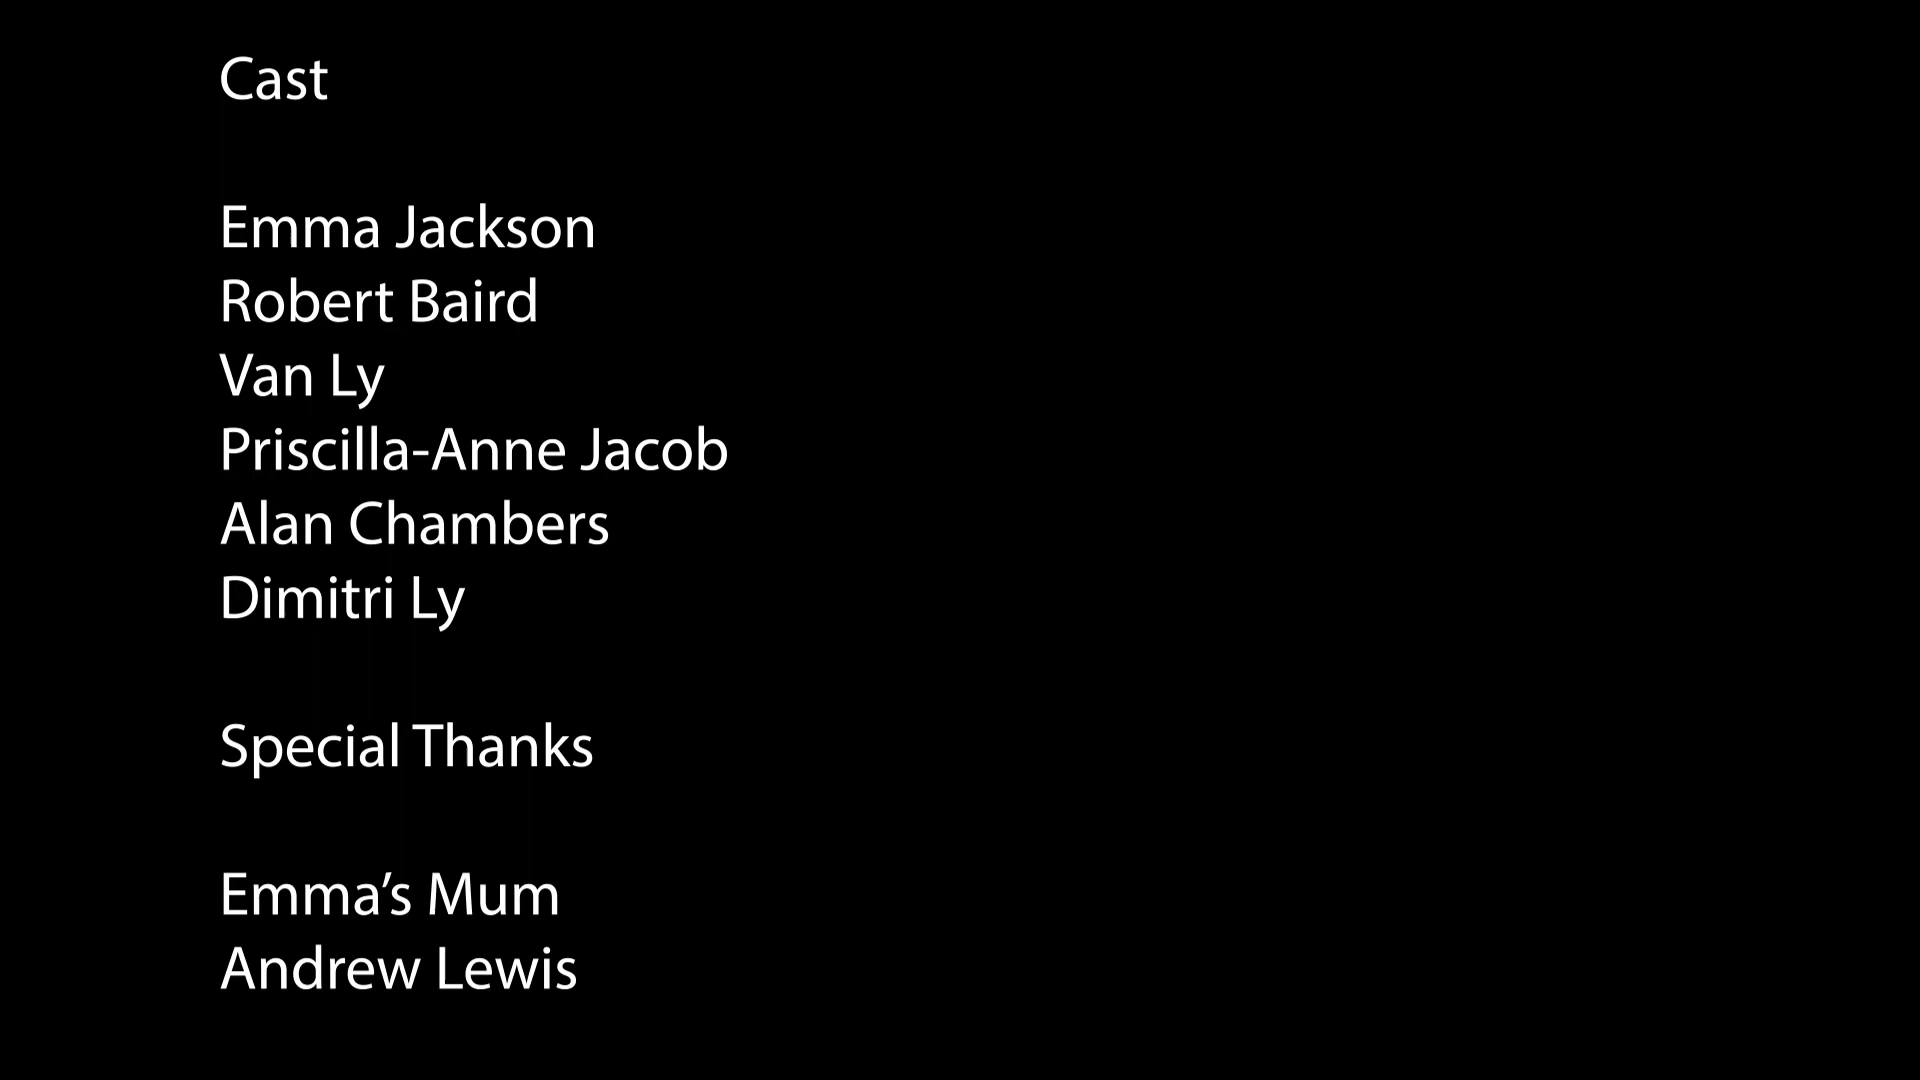 Cast
Emma Jackson
Robert Baird
Van Ly
Priscilla-Anne Jacob
Alan Chambers
Dimitri Ly
Special Thanks
Emma’s Mum
Andrew Lewis